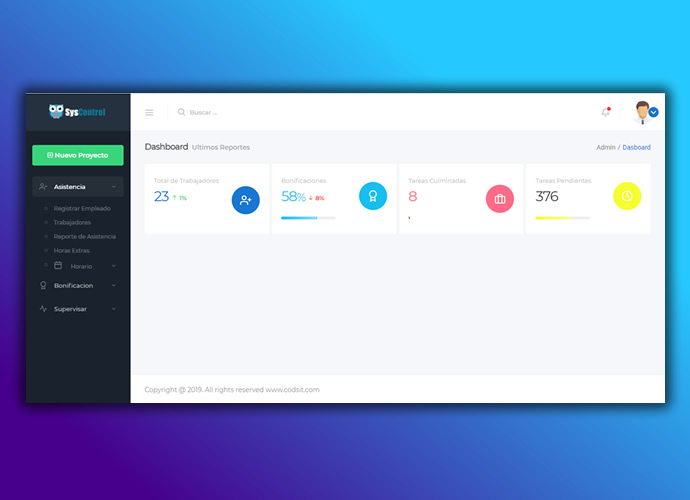 SysControl
Buscar ...
Nuevo Proyecto
Asistencia
Registrar Empleado
Trabajadores
Reporte de Asistencia
Horas Extras
Horario
Bonificacion
Supervisar
Dashboard Ultimos Reportes
Admin / Dasboard
Total de Trabajadores
23 ↑ 1%
Bonificaciones
58% ↓ 8%
Tareas Culminadas
8
Tareas Pendientes
376
Copyright @ 2019. All rights reserved www.codsit.com